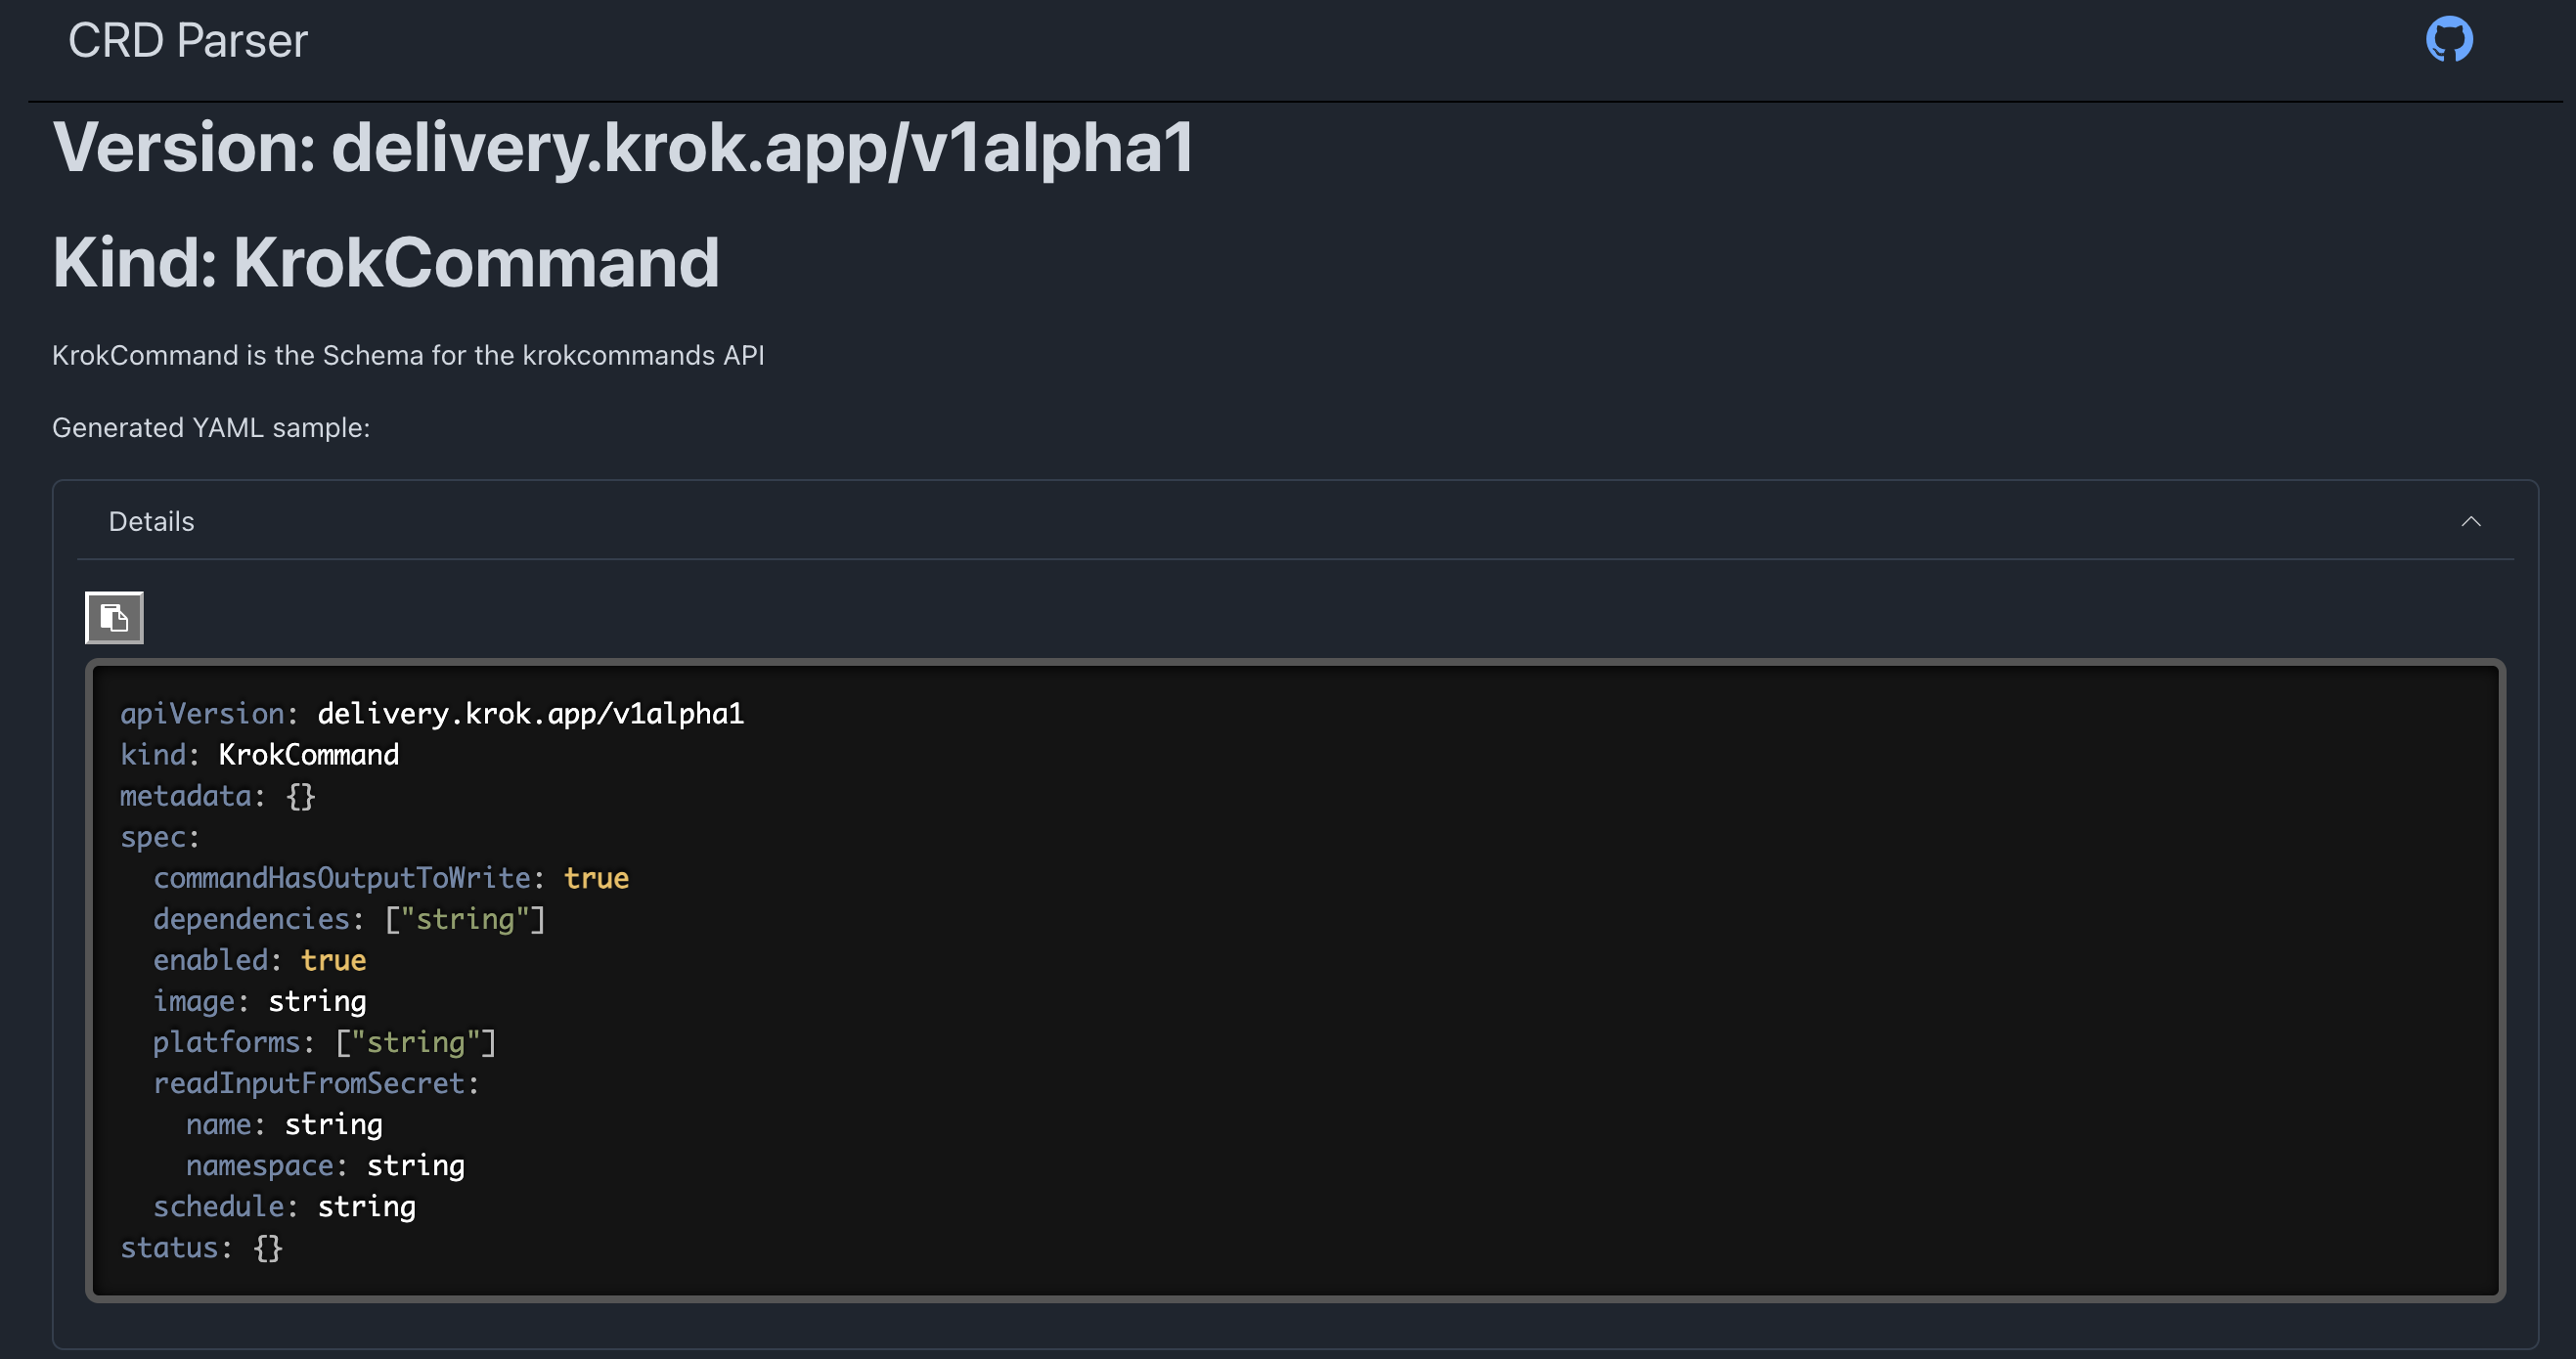 CRD Parser
Version: delivery.krok.app/v1alpha1
Kind: KrokCommand
KrokCommand is the Schema for the krokcommands API
Generated YAML sample:
Details
apiVersion: delivery.krok.app/v1alpha1
kind: KrokCommand
metadata: {}
spec:
  commandHasOutputToWrite: true
  dependencies: ["string"]
  enabled: true
  image: string
  platforms: ["string"]
  readInputFromSecret:
    name: string
    namespace: string
  schedule: string
status: {}